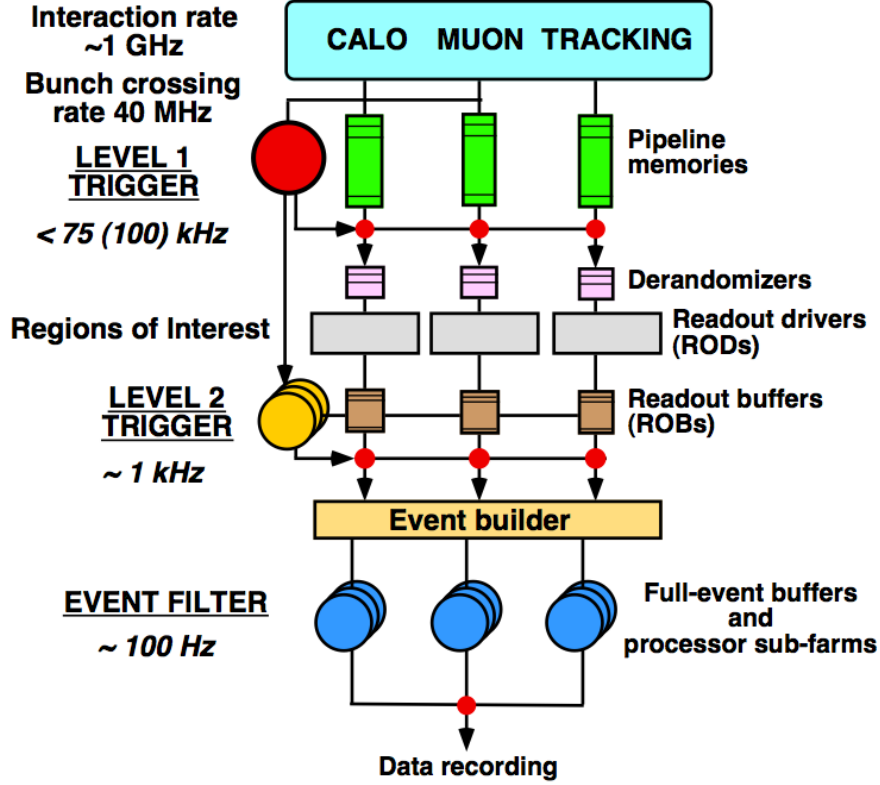 Interaction rate
~1 GHz
CALO MUON TRACKING
Bunch crossing
rate 40 MHz
LEVEL 1
TRIGGER
Pipeline
memories
< 75 (100) kHz
Derandomizers
Regions of Interest
Readout drivers
(RODs)
LEVEL 2
TRIGGER
Readout buffers
(ROBs)
~ 1 kHz
Event builder
EVENT FILTER
~ 100 Hz
Full-event buffers
and
processor sub-farms
Data recording